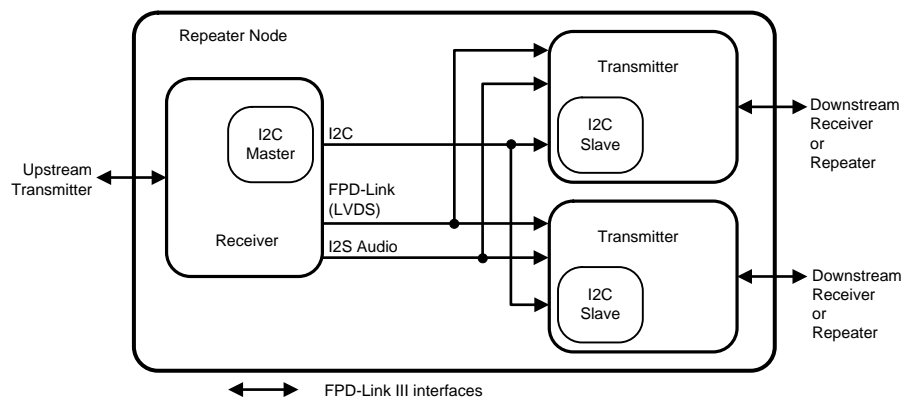 Repeater Node
Upstream
Transmitter
I2C
Master
Receiver
I2C
FPD-Link
(LVDS)
I2S Audio
Transmitter
I2C
Slave
Downstream
Receiver
or
Repeater
Transmitter
I2C
Slave
Downstream
Receiver
or
Repeater
FPD-Link III interfaces